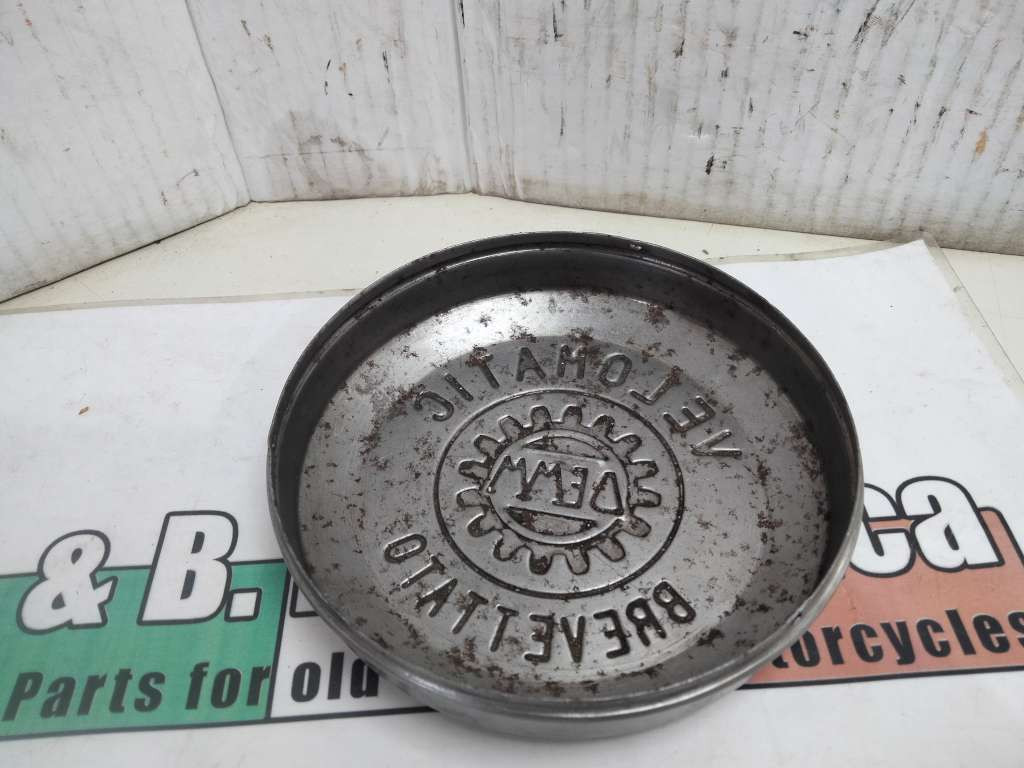 VELOMATIC
DEMM
BREVETTATO
& B. ca
Parts for old torcycles